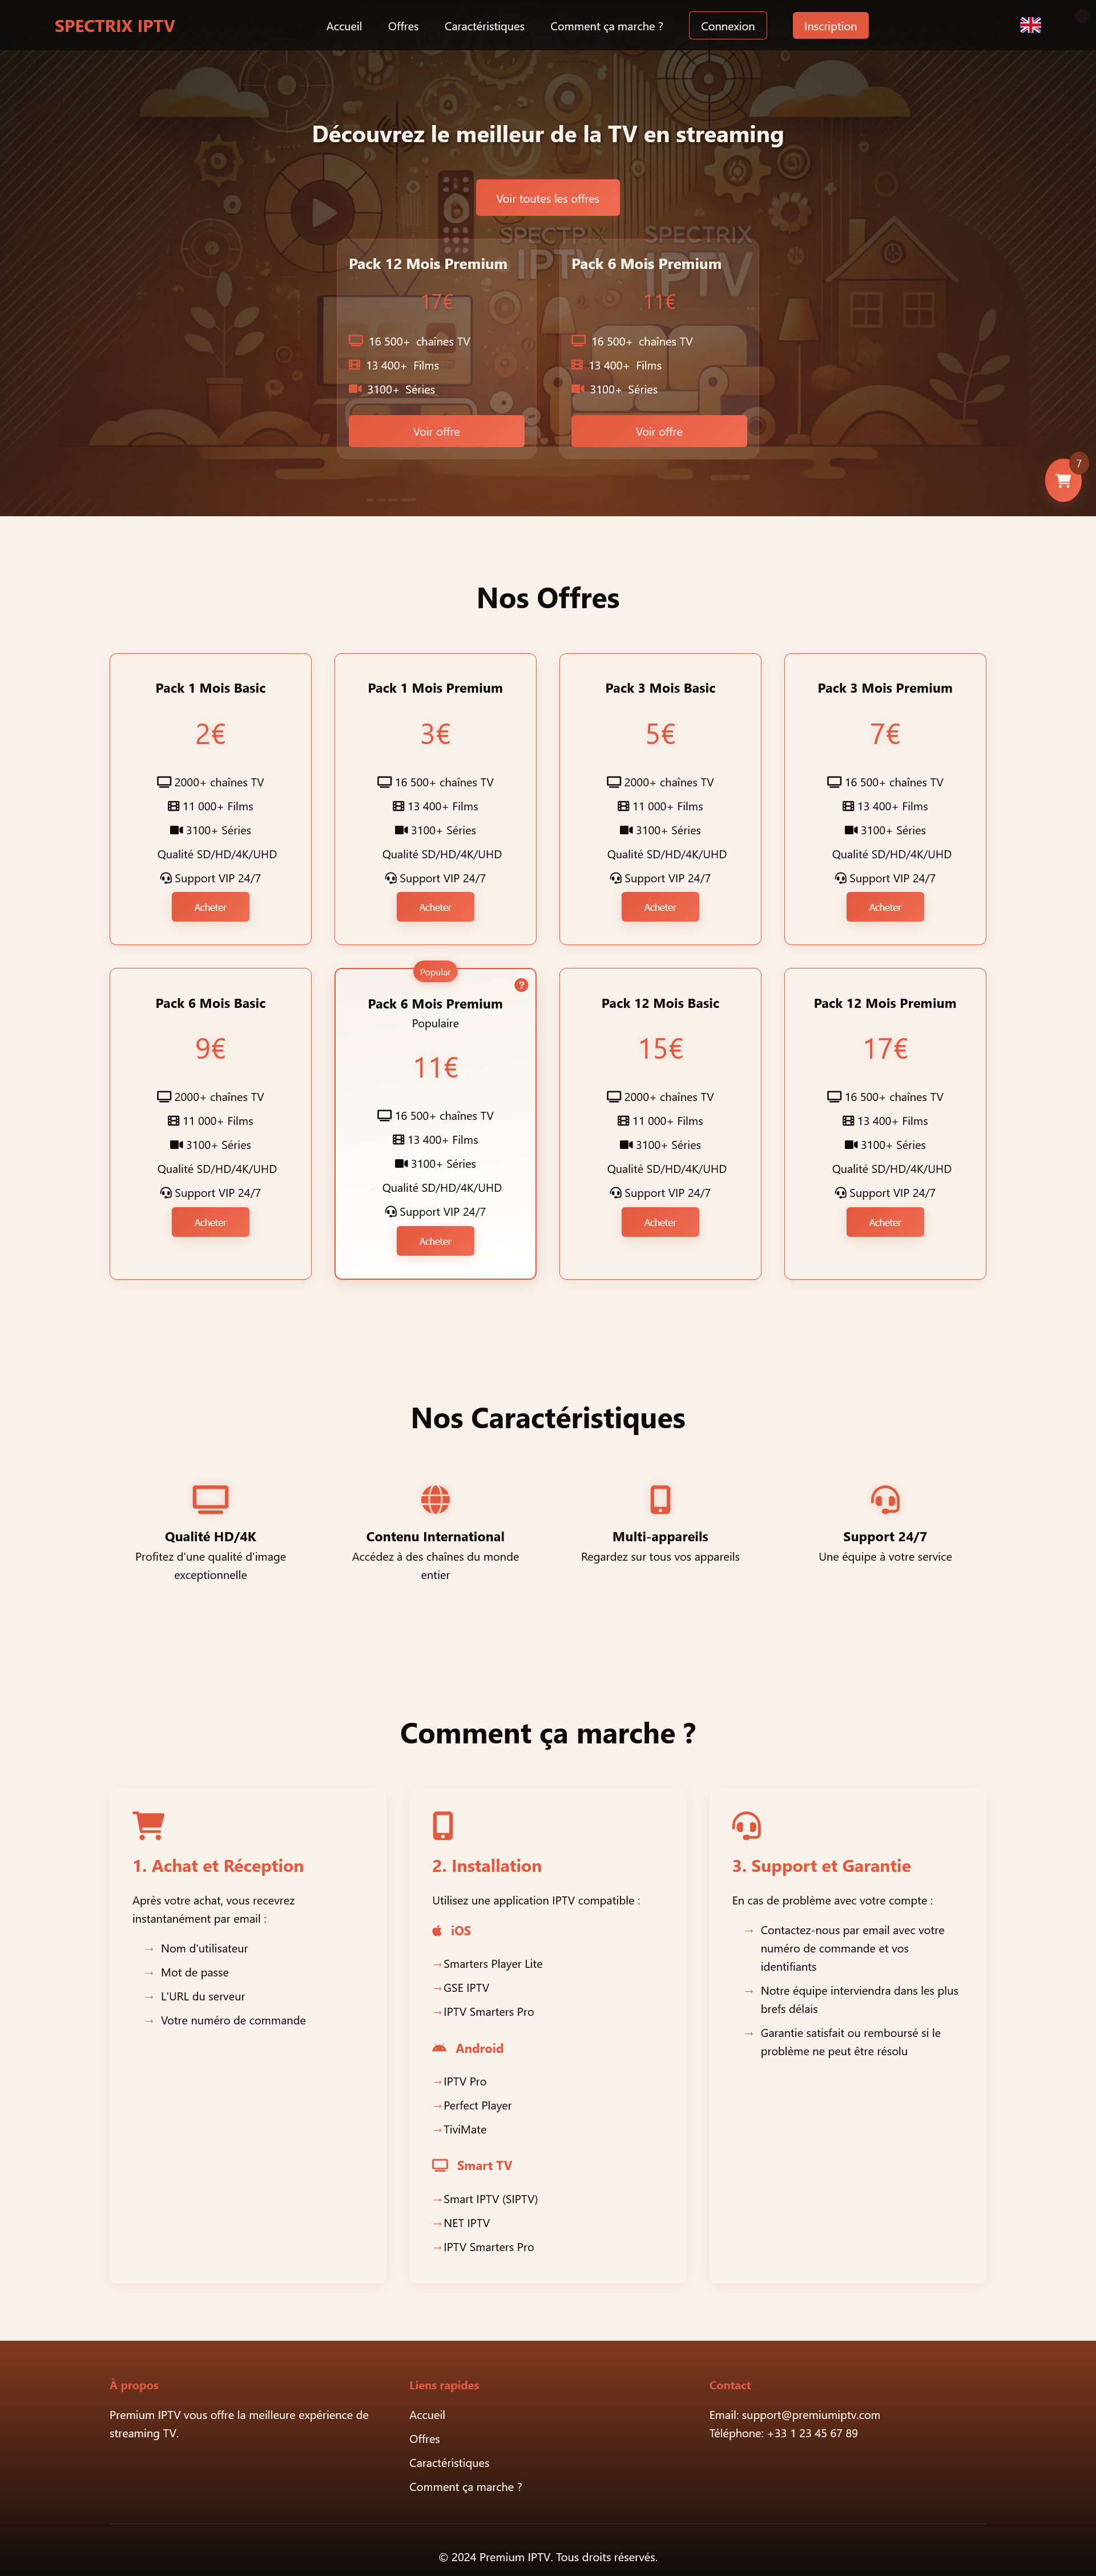 SPECTRIX IPTV
Accueil
Offres
Caractéristiques
Comment ça marche ?
Connexion
Inscription
Découvrez le meilleur de la TV en streaming
Voir toutes les offres
SPECTRIX
IPTV
SPECTRIX
IPTV
Pack 12 Mois Premium
17€
16 500+ chaînes TV
13 400+ Films
3100+ Séries
Voir offre
Pack 6 Mois Premium
11€
16 500+ chaînes TV
13 400+ Films
3100+ Séries
Voir offre
7
Nos Offres
Pack 1 Mois Basic
2€
2000+ chaînes TV
11 000+ Films
3100+ Séries
Qualité SD/HD/4K/UHD
Support VIP 24/7
Acheter
Pack 1 Mois Premium
3€
16 500+ chaînes TV
13 400+ Films
3100+ Séries
Qualité SD/HD/4K/UHD
Support VIP 24/7
Acheter
Pack 3 Mois Basic
5€
2000+ chaînes TV
11 000+ Films
3100+ Séries
Qualité SD/HD/4K/UHD
Support VIP 24/7
Acheter
Pack 3 Mois Premium
7€
16 500+ chaînes TV
13 400+ Films
3100+ Séries
Qualité SD/HD/4K/UHD
Support VIP 24/7
Acheter
Pack 6 Mois Basic
9€
2000+ chaînes TV
11 000+ Films
3100+ Séries
Qualité SD/HD/4K/UHD
Support VIP 24/7
Acheter
Popular
?
Pack 6 Mois Premium
Populaire
11€
16 500+ chaînes TV
13 400+ Films
3100+ Séries
Qualité SD/HD/4K/UHD
Support VIP 24/7
Acheter
Pack 12 Mois Basic
15€
2000+ chaînes TV
11 000+ Films
3100+ Séries
Qualité SD/HD/4K/UHD
Support VIP 24/7
Acheter
Pack 12 Mois Premium
17€
16 500+ chaînes TV
13 400+ Films
3100+ Séries
Qualité SD/HD/4K/UHD
Support VIP 24/7
Acheter
Nos Caractéristiques
Qualité HD/4K
Profitez d'une qualité d'image
exceptionnelle
Contenu International
Accédez à des chaînes du monde
entier
Multi-appareils
Regardez sur tous vos appareils
Support 24/7
Une équipe à votre service
Comment ça marche ?
1. Achat et Réception
Après votre achat, vous recevrez
instantanément par email :
→ Nom d'utilisateur
→ Mot de passe
→ L'URL du serveur
→ Votre numéro de commande
2. Installation
Utilisez une application IPTV compatible :
iOS
→Smarters Player Lite
→GSE IPTV
→IPTV Smarters Pro
Android
→IPTV Pro
→Perfect Player
→TiviMate
Smart TV
→Smart IPTV (SIPTV)
→NET IPTV
→IPTV Smarters Pro
3. Support et Garantie
En cas de problème avec votre compte :
→ Contactez-nous par email avec votre
numéro de commande et vos
identifiants
→ Notre équipe interviendra dans les plus
brefs délais
→ Garantie satisfait ou remboursé si le
problème ne peut être résolu
À propos
Premium IPTV vous offre la meilleure expérience de
streaming TV.
Liens rapides
Accueil
Offres
Caractéristiques
Comment ça marche ?
Contact
Email: support@premiumiptv.com
Téléphone: +33 1 23 45 67 89
© 2024 Premium IPTV. Tous droits réservés.